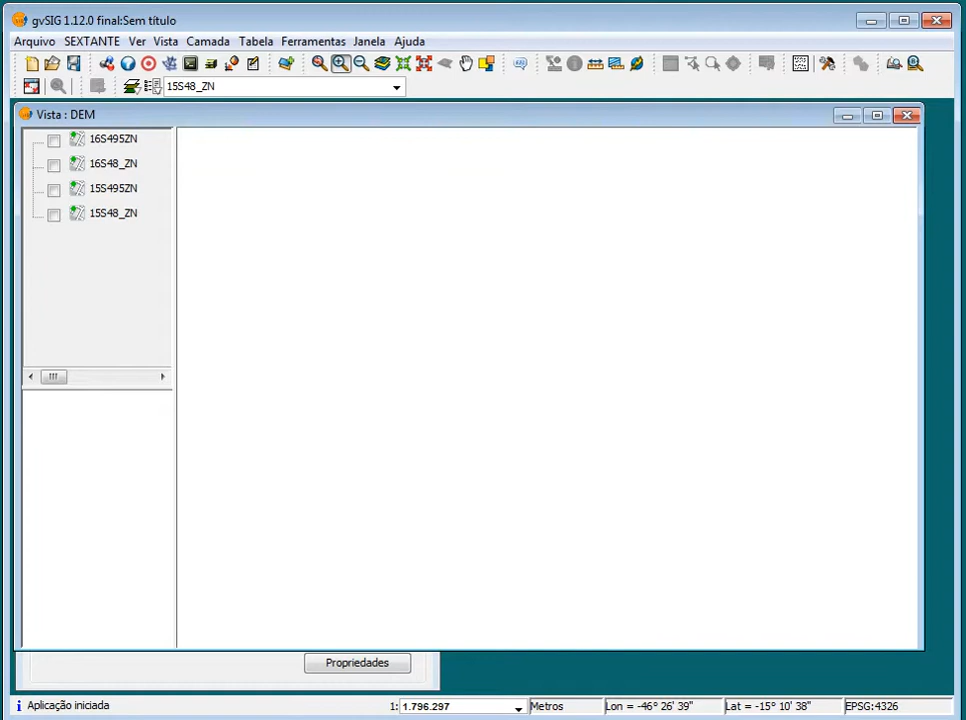 gvSIG 1.12.0 final:Sem título
Arquivo SEXTANTE Ver Vista Camada Tabela Ferramentas Janela Ajuda
15S48_ZN
Vista : DEM
16S495ZN
16S48_ZN
15S495ZN
15S48_ZN
Propriedades
Aplicação iniciada 1: 1.796.297 Metros Lon = -46° 26' 39" Lat = -15° 10' 38" EPSG:4326